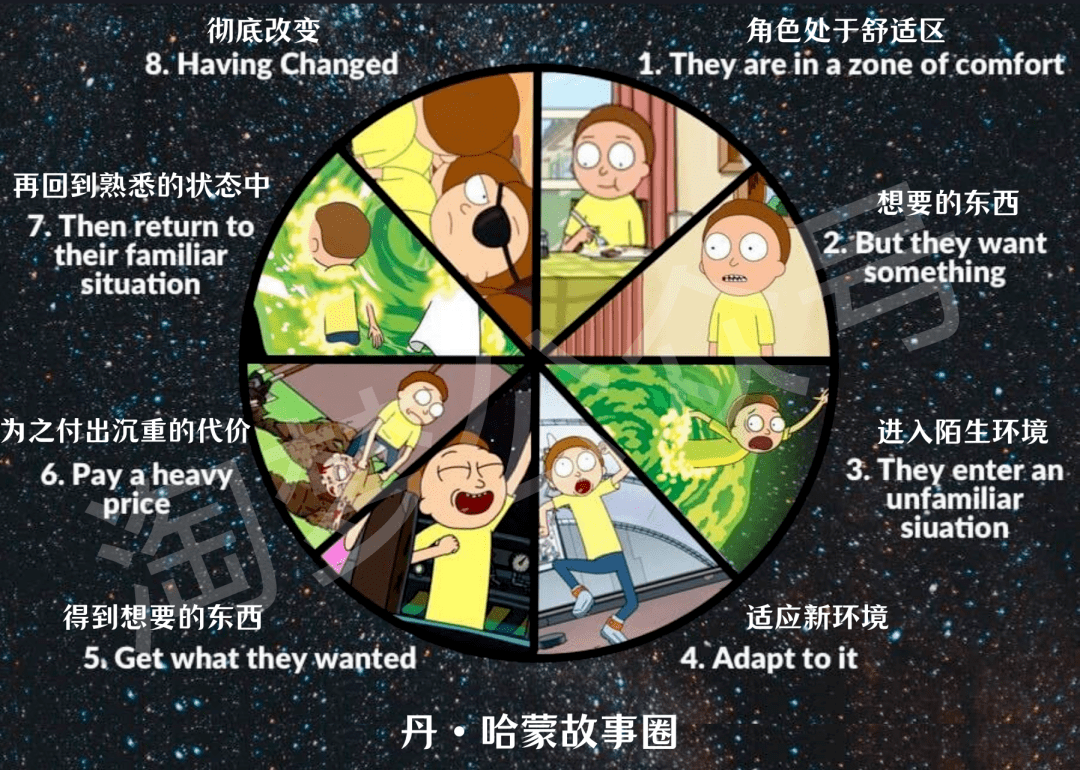 彻底改变
8. Having Changed
角色处于舒适区
1. They are in a zone of comfort
再回到熟悉的状态中
7. Then return to
their familiar
situation
想要的东西
2. But they want
something
为之付出沉重的代价
6. Pay a heavy
price
进入陌生环境
3. They enter an
unfamiliar
siuation
得到想要的东西
5. Get what they wanted
适应新环境
4. Adapt to it
丹·哈蒙故事圈